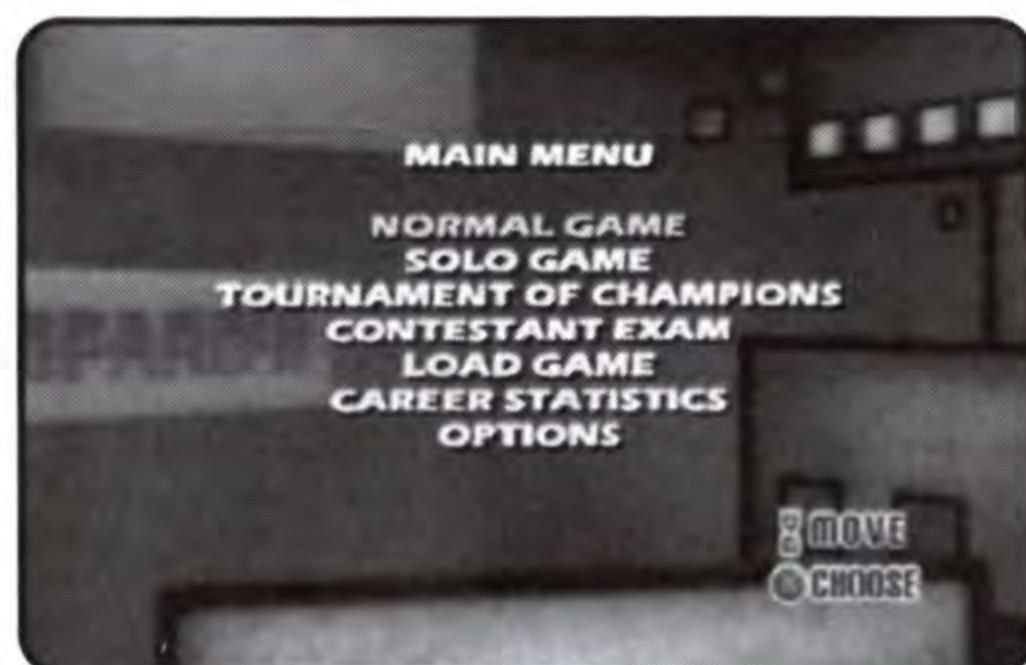 MAIN MENU
NORMAL GAME
SOLO GAME
TOURNAMENT OF CHAMPIONS
CONTESTANT EXAM
LOAD GAME
CAREER STATISTICS
OPTIONS
MOVE
CHOOSE